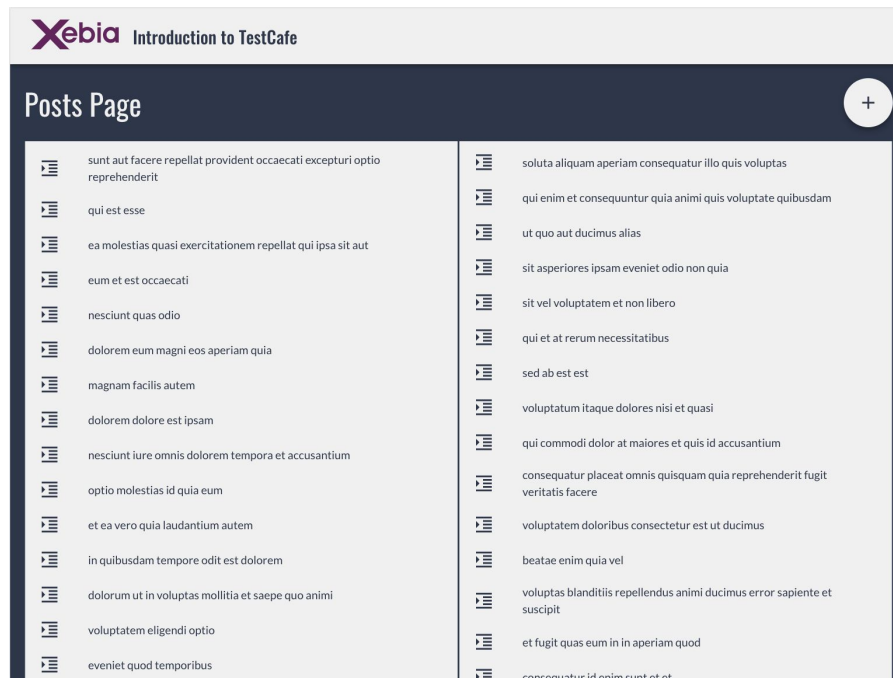 Xebia Introduction to TestCafe
Posts Page
+
sunt aut facere repellat provident occaecati excepturi optio
reprehenderit
qui est esse
ea molestias quasi exercitationem repellat qui ipsa sit aut
eum et est occaecati
nesciunt quas odio
dolorem eum magni eos aperiam quia
magnam facilis autem
dolorem dolore est ipsam
nesciunt iure omnis dolorem tempora et accusantium
optio molestias id quia eum
et ea vero quia laudantium autem
in quibusdam tempore odit est dolorem
dolorum ut in voluptas mollitia et saepe quo animi
voluptatem eligendi optio
eveniet quod temporibus
soluta aliquam aperiam consequatur illo quis voluptas
qui enim et consequuntur quia animi quis voluptate quibusdam
ut quo aut ducimus alias
sit asperiores ipsam eveniet odio non quia
sit vel voluptatem et non libero
qui et at rerum necessitatibus
sed ab est est
voluptatum itaque dolores nisi et quasi
qui commodi dolor at maiores et quis id accusantium
consequatur placeat omnis quisquam quia reprehenderit fugit
veritatis facere
voluptatem doloribus consectetur est ut ducimus
beatae enim quia vel
voluptas blanditiis repellendus animi ducimus error sapiente et
suscipit
et fugit quas eum in in aperiam quod
consequatur id enim sunt et et